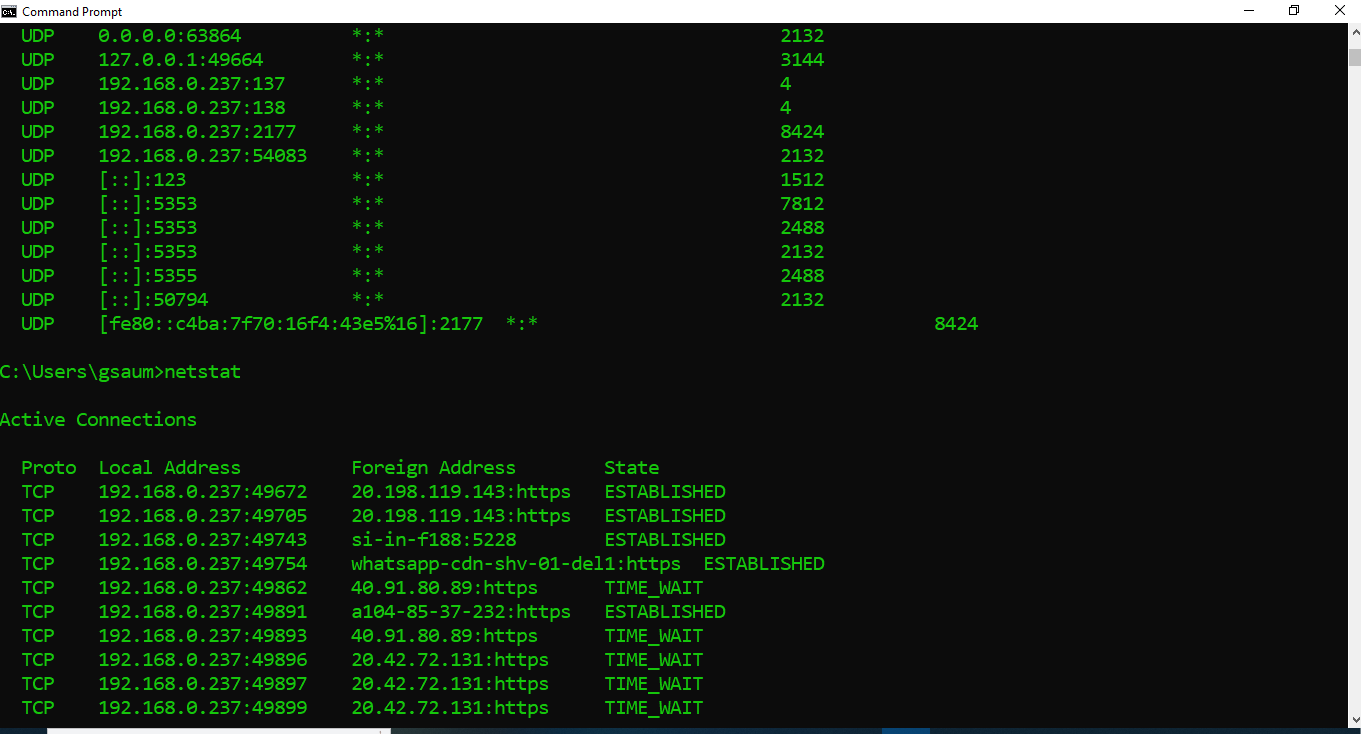 Command Prompt
UDP 0.0.0.0:63864 *:* 2132
UDP 127.0.0.1:49664 *:* 3144
UDP 192.168.0.237:137 *:* 4
UDP 192.168.0.237:138 *:* 4
UDP 192.168.0.237:2177 *:* 8424
UDP 192.168.0.237:54083 *:* 2132
UDP [::]:123 *:* 1512
UDP [::]:5353 *:* 7812
UDP [::]:5353 *:* 2488
UDP [::]:5353 *:* 2132
UDP [::]:5355 *:* 2488
UDP [::]:50794 *:* 2132
UDP [fe80::c4ba:7f70:16f4:43e5%16]:2177 *:* 8424
C:\Users\gsaum>netstat
Active Connections
Proto Local Address Foreign Address State
TCP 192.168.0.237:49672 20.198.119.143:https ESTABLISHED
TCP 192.168.0.237:49705 20.198.119.143:https ESTABLISHED
TCP 192.168.0.237:49743 si-in-f188:5228 ESTABLISHED
TCP 192.168.0.237:49754 whatsapp-cdn-shv-01-del1:https ESTABLISHED
TCP 192.168.0.237:49862 40.91.80.89:https TIME_WAIT
TCP 192.168.0.237:49891 a104-85-37-232:https ESTABLISHED
TCP 192.168.0.237:49893 40.91.80.89:https TIME_WAIT
TCP 192.168.0.237:49896 20.42.72.131:https TIME_WAIT
TCP 192.168.0.237:49897 20.42.72.131:https TIME_WAIT
TCP 192.168.0.237:49899 20.42.72.131:https TIME_WAIT